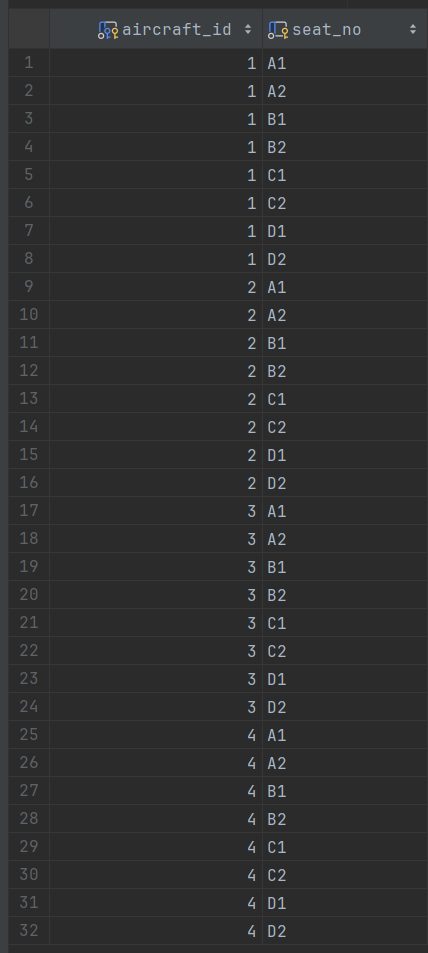 aircraft_id seat_no
1 1 A1
2 1 A2
3 1 B1
4 1 B2
5 1 C1
6 1 C2
7 1 D1
8 1 D2
9 2 A1
10 2 A2
11 2 B1
12 2 B2
13 2 C1
14 2 C2
15 2 D1
16 2 D2
17 3 A1
18 3 A2
19 3 B1
20 3 B2
21 3 C1
22 3 C2
23 3 D1
24 3 D2
25 4 A1
26 4 A2
27 4 B1
28 4 B2
29 4 C1
30 4 C2
31 4 D1
32 4 D2